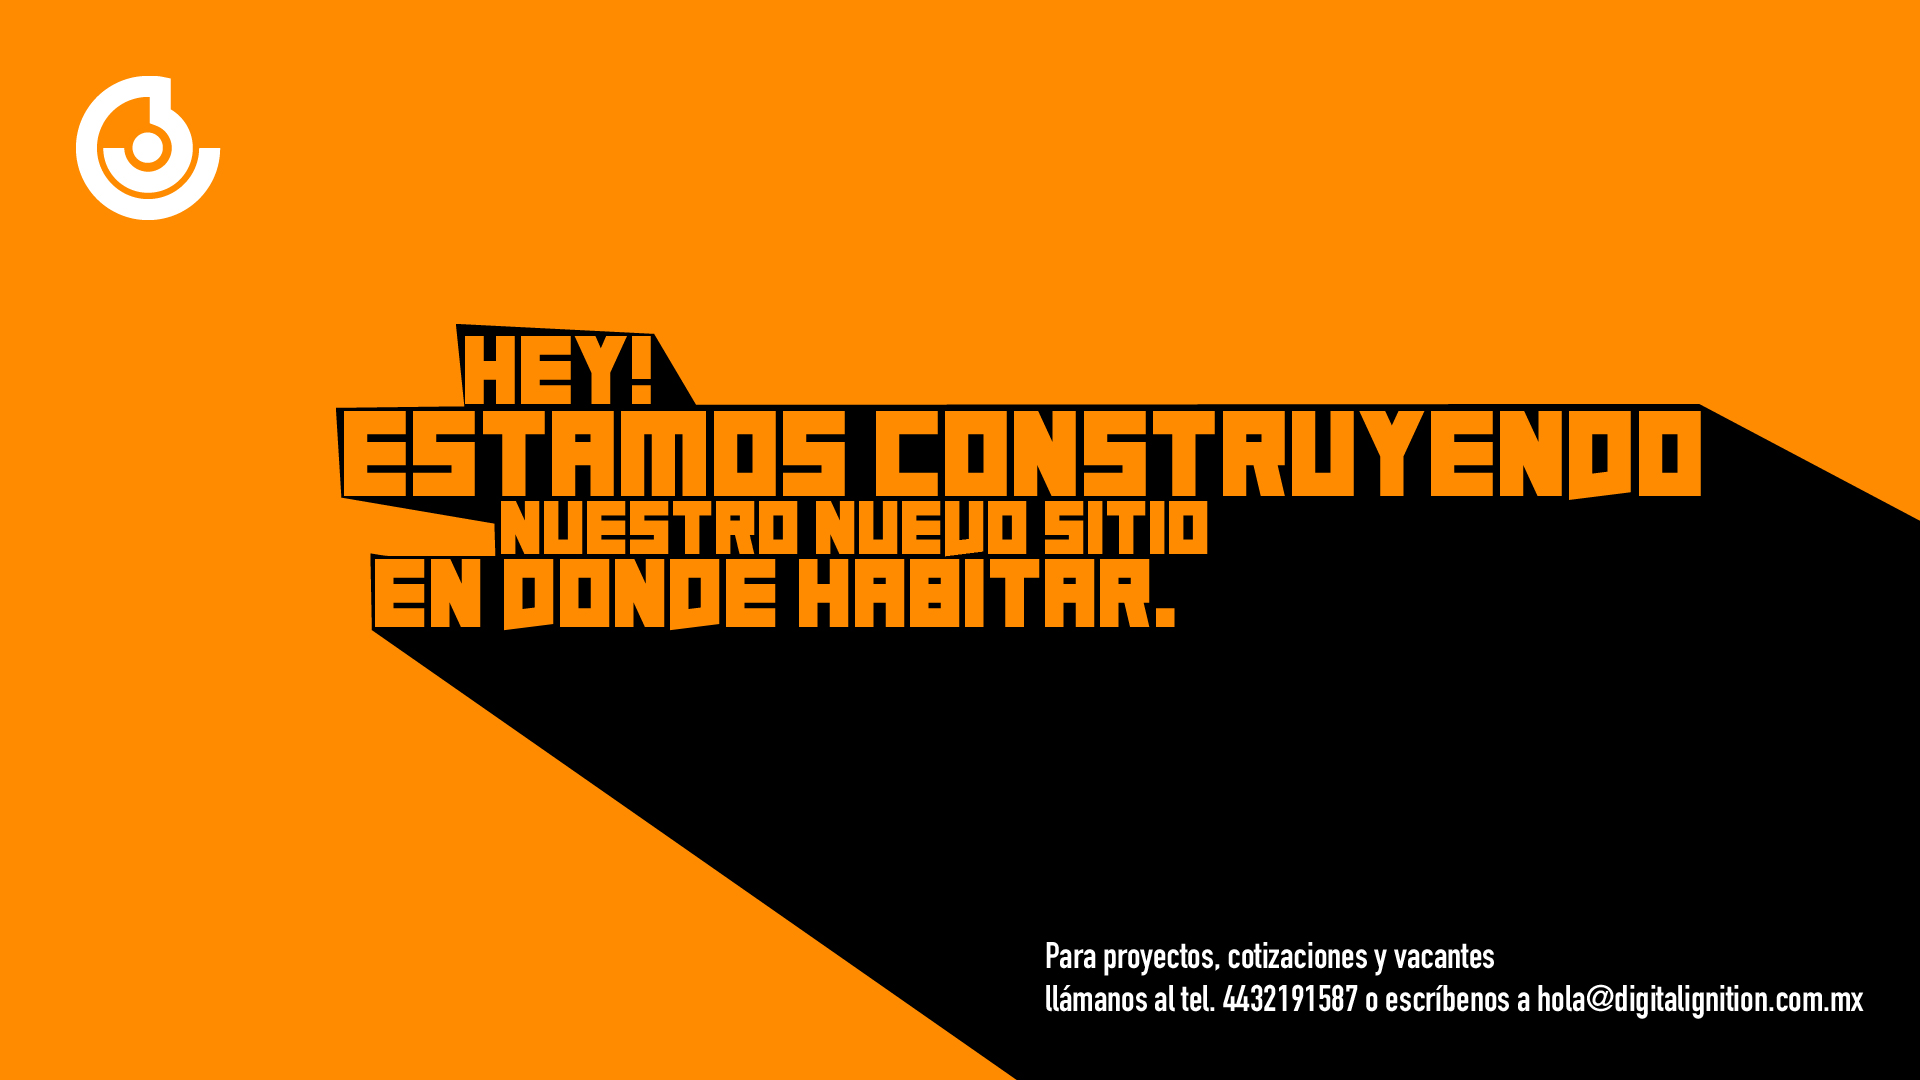 HEY!
ESTAMOS CONSTRUYENDO
NUESTRO NUEVO SITIO
EN DONDE HABITAR.
Para proyectos, cotizaciones y vacantes
llámanos al tel. 4432191587 o escríbenos a hola@digitalignition.com.mx